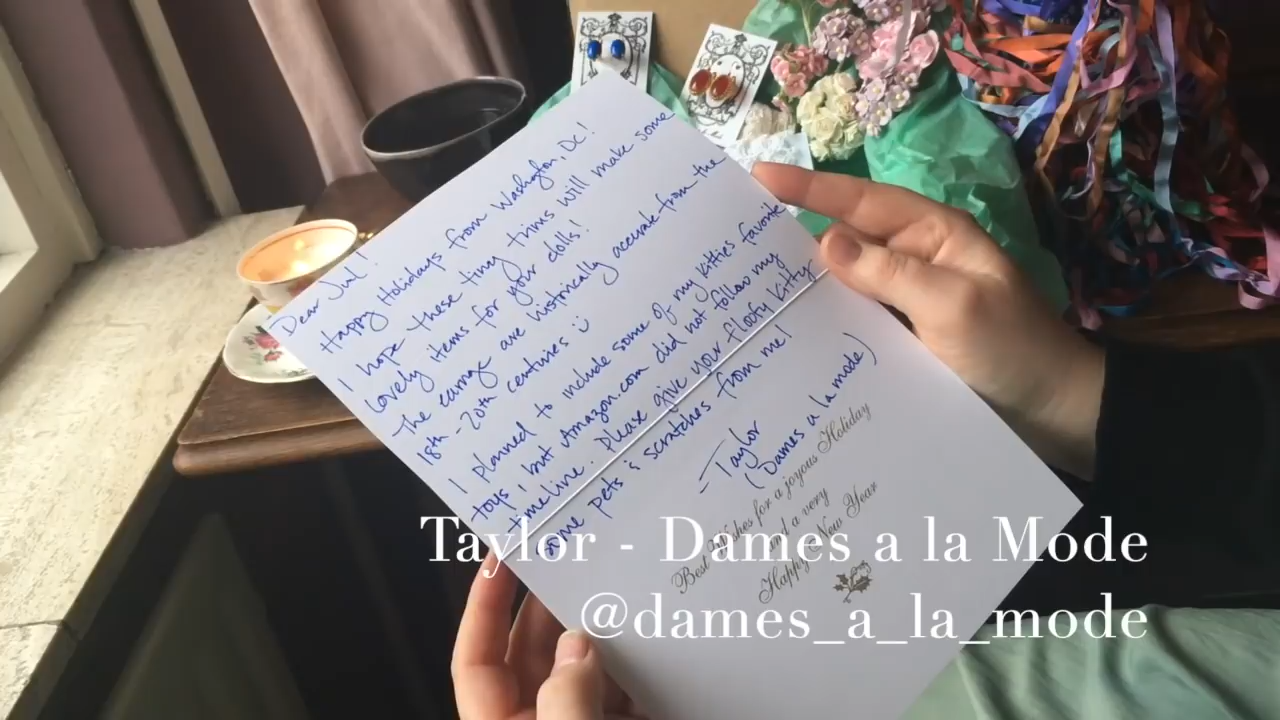 Dear Jud!
Happy Holidays from Washington, DC!
I hope these tiny trims will make some
lovely items for your dolls!
The earrings are historically accurate from the
18th - 20th centuries :)
I planned to include some of my kitties favorite
toys, but Amazon.com did not follow my
timeline. Please give your floofy kitty
some pets & scratches from me!
- Taylor
(Dames a la mode)
Best Wishes for a joyous Holiday
and a very
Happy New Year
Taylor - Dames a la Mode
@dames_a_la_mode